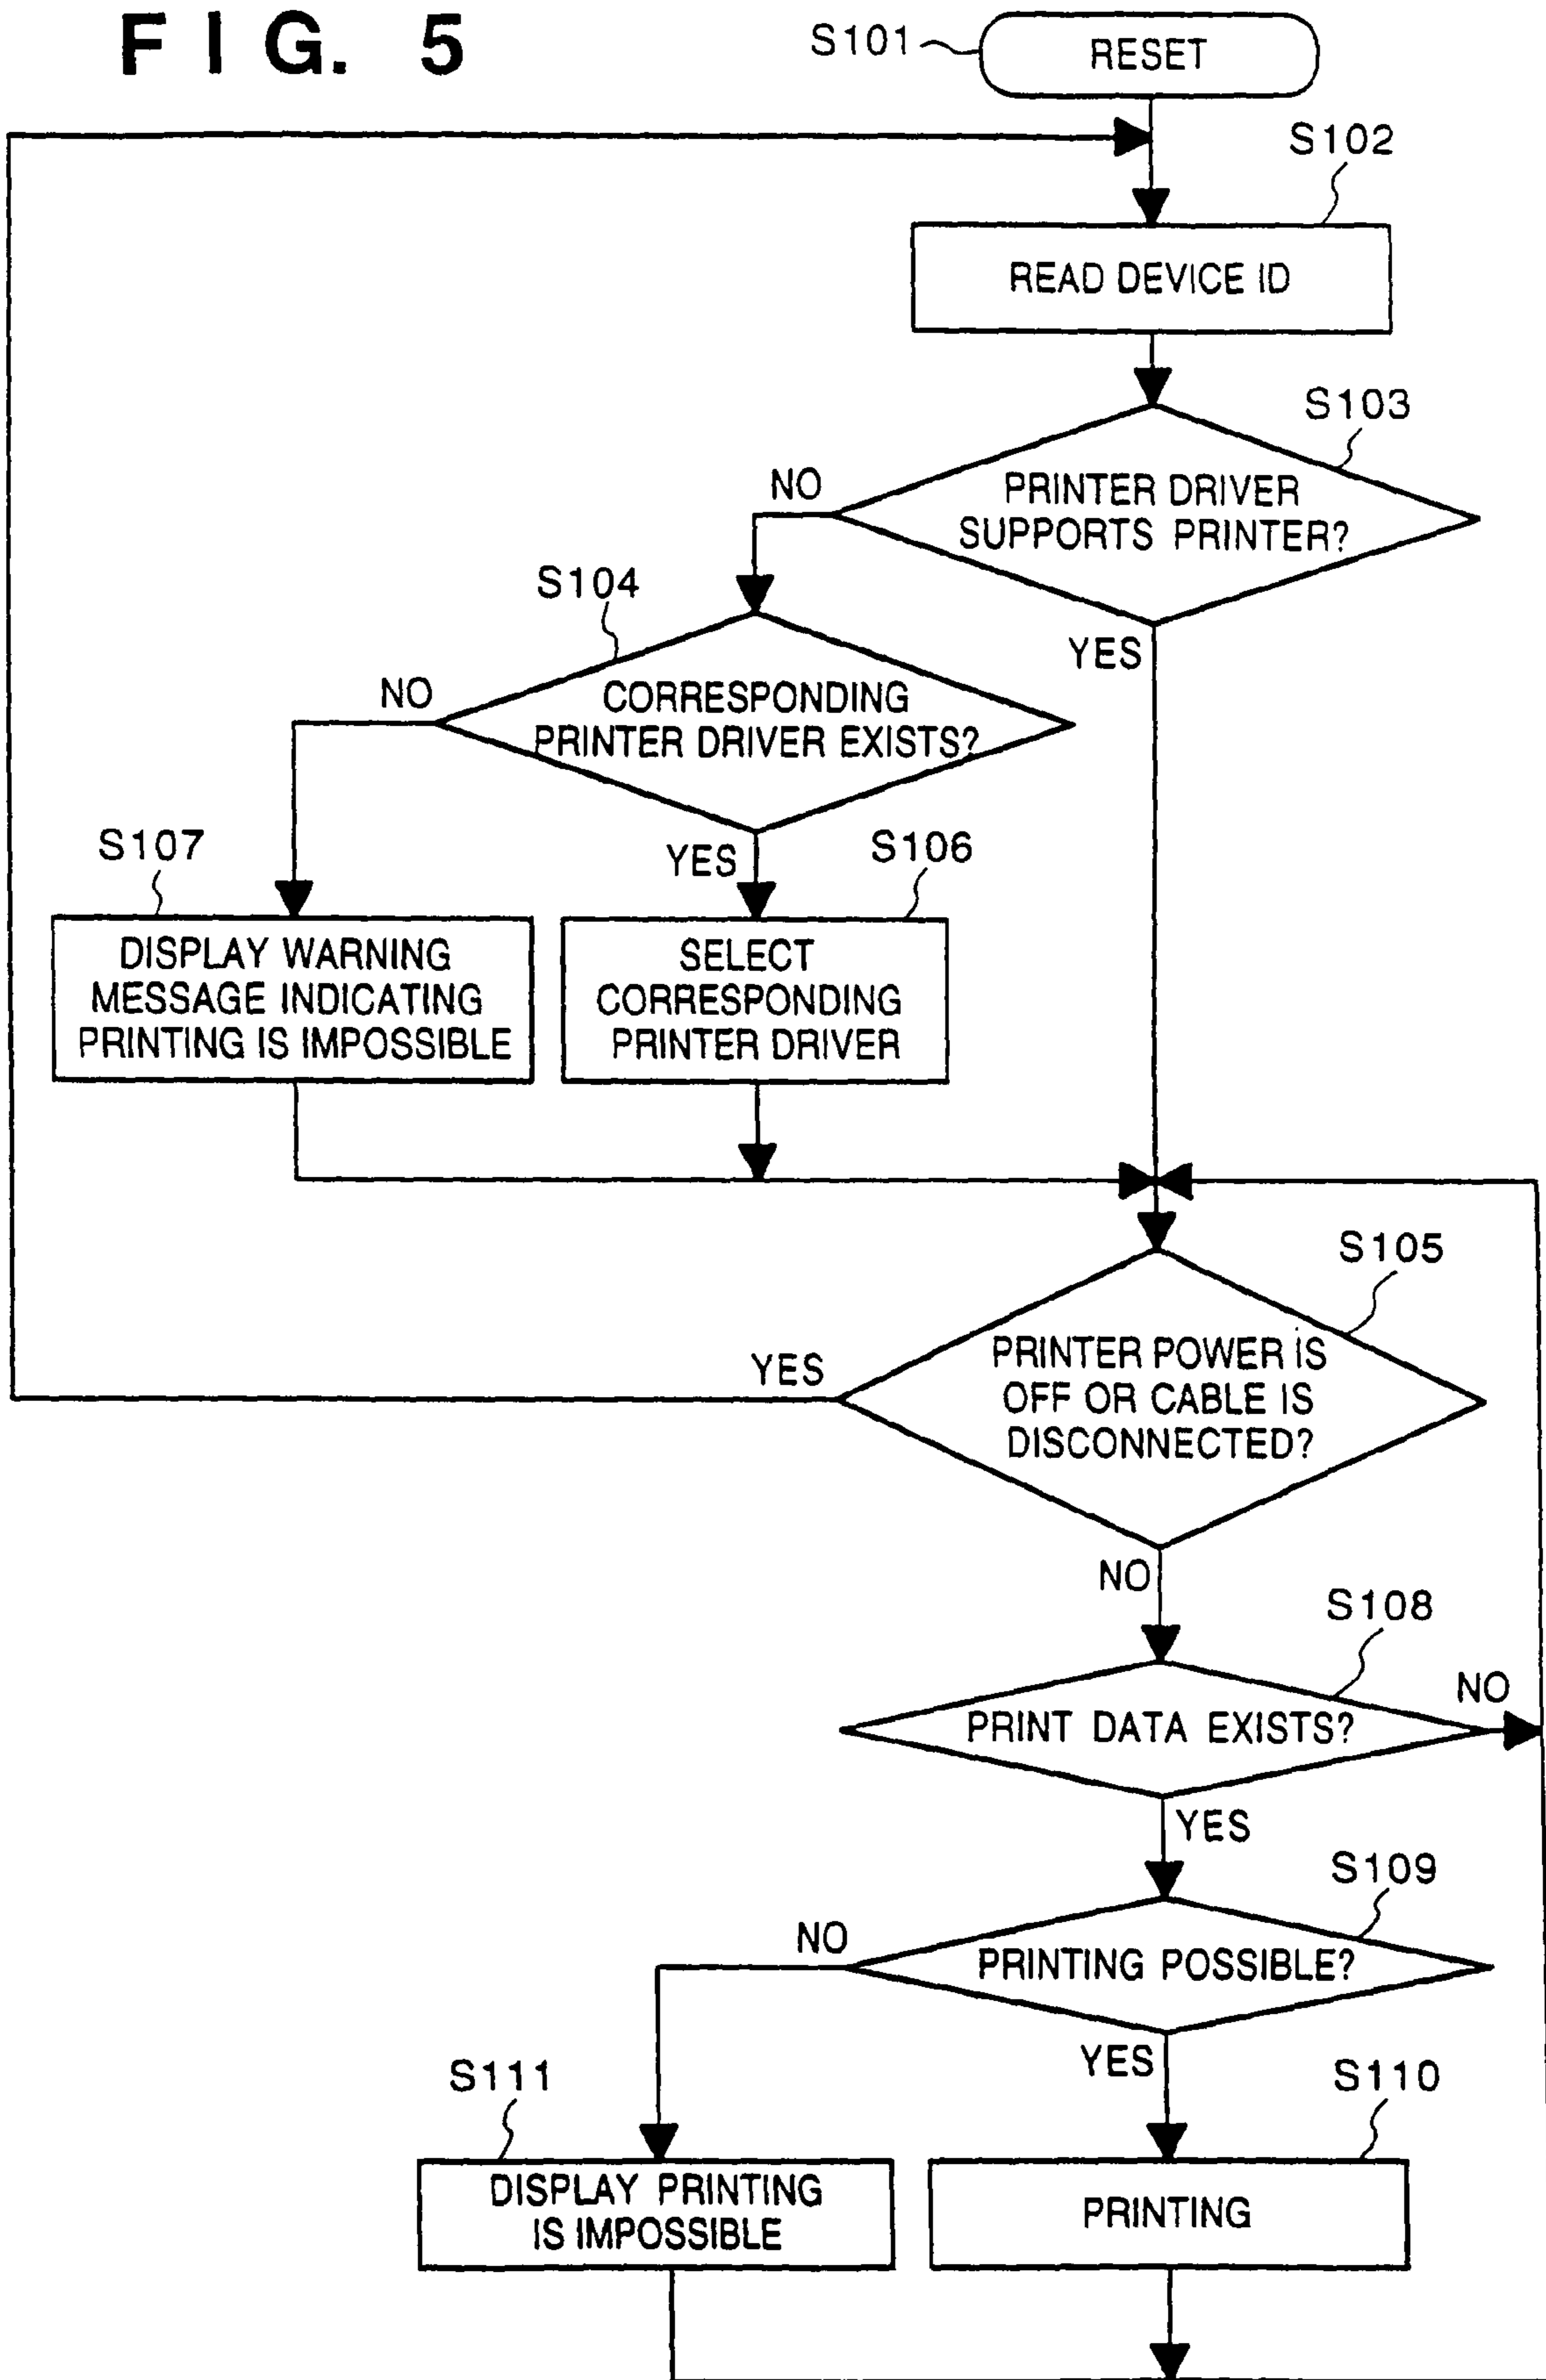 FIG. 5
S101
RESET
S102
READ DEVICE ID
S103
PRINTER DRIVER
SUPPORTS PRINTER?
NO
YES
S104
CORRESPONDING
PRINTER DRIVER EXISTS?
NO
YES
S107
DISPLAY WARNING
MESSAGE INDICATING
PRINTING IS IMPOSSIBLE
S106
SELECT
CORRESPONDING
PRINTER DRIVER
S105
PRINTER POWER IS
OFF OR CABLE IS
DISCONNECTED?
YES
NO
S108
PRINT DATA EXISTS?
NO
YES
S109
PRINTING POSSIBLE?
NO
YES
S111
DISPLAY PRINTING
IS IMPOSSIBLE
S110
PRINTING